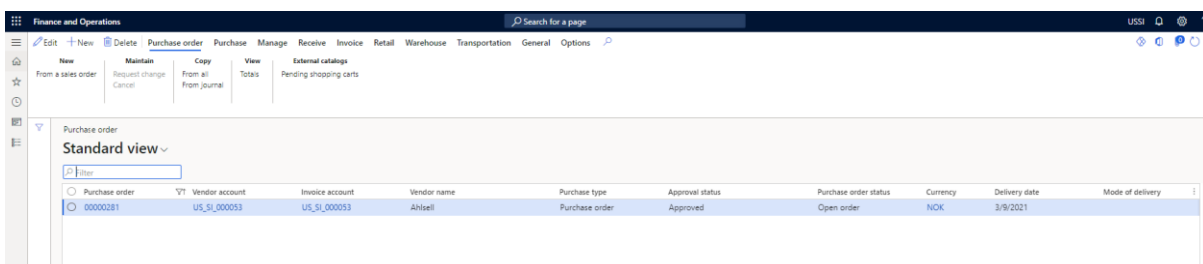 Finance and Operations Search for a page USSI
Edit New Delete Purchase order Purchase Manage Receive Invoice Retail Warehouse Transportation General Options 0
New Maintain Copy View External catalogs
From a sales order Request change From all Totals Pending shopping carts
Cancel From journal
Purchase order
Standard view
Filter
Purchase order Vendor account Invoice account Vendor name Purchase type Approval status Purchase order status Currency Delivery date Mode of delivery
00000281 US_SI_000053 US_SI_000053 Ahlsell Purchase order Approved Open order NOK 3/9/2021